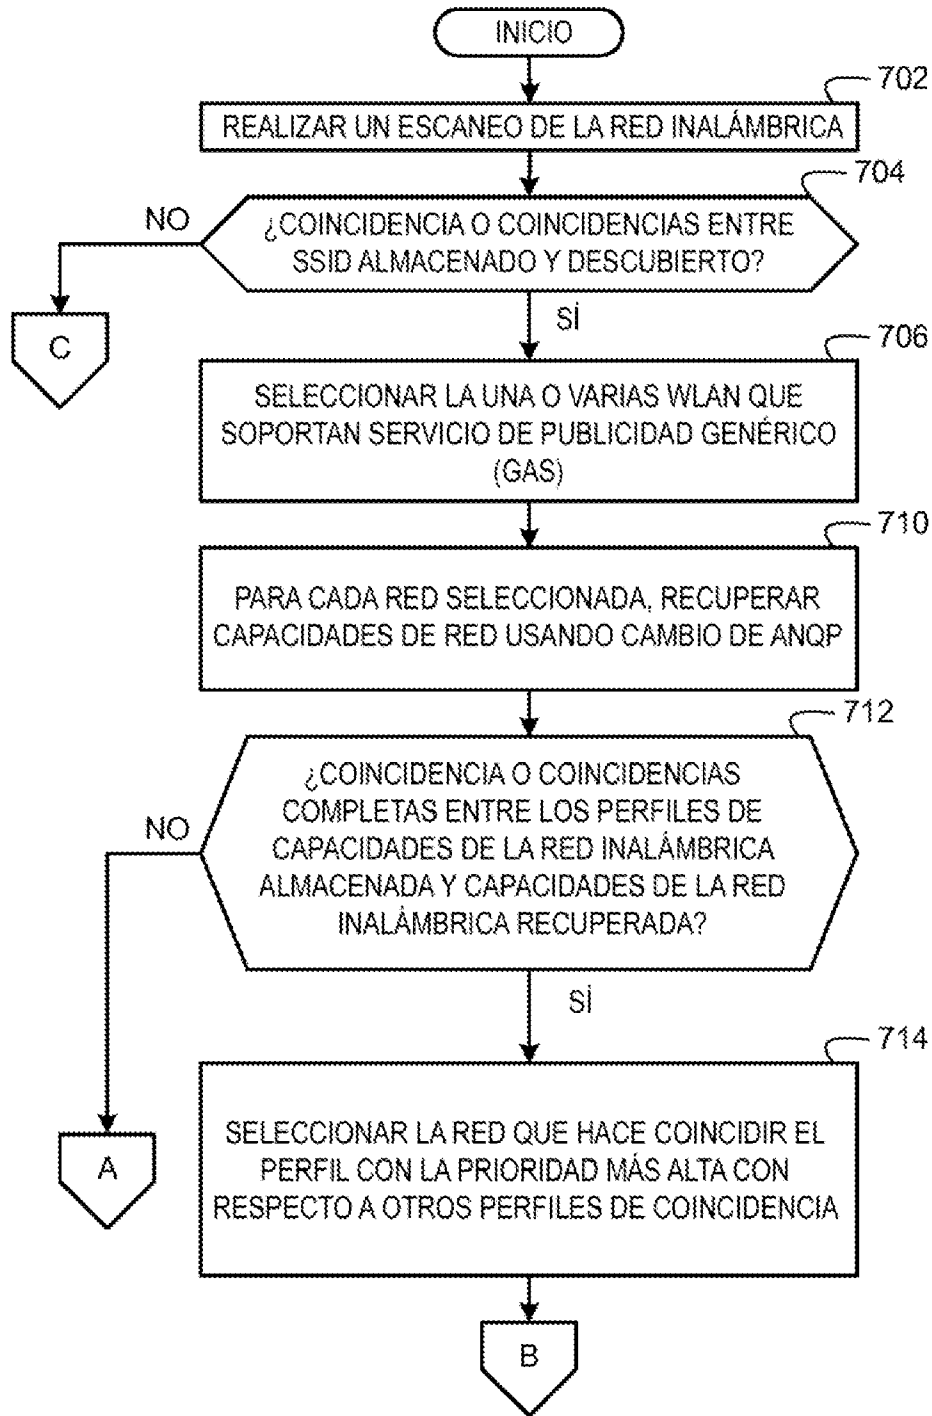 INICIO
702
REALIZAR UN ESCANEO DE LA RED INALÁMBRICA
704
NO
¿COINCIDENCIA O COINCIDENCIAS ENTRE
SSID ALMACENADO Y DESCUBIERTO?
C
SÍ
706
SELECCIONAR LA UNA O VARIAS WLAN QUE
SOPORTAN SERVICIO DE PUBLICIDAD GENÉRICO
(GAS)
710
PARA CADA RED SELECCIONADA, RECUPERAR
CAPACIDADES DE RED USANDO CAMBIO DE ANQP
712
NO
¿COINCIDENCIA O COINCIDENCIAS
COMPLETAS ENTRE LOS PERFILES DE
CAPACIDADES DE LA RED INALÁMBRICA
ALMACENADA Y CAPACIDADES DE LA RED
INALÁMBRICA RECUPERADA?
SÍ
714
SELECCIONAR LA RED QUE HACE COINCIDIR EL
PERFIL CON LA PRIORIDAD MÁS ALTA CON
RESPECTO A OTROS PERFILES DE COINCIDENCIA
A
B